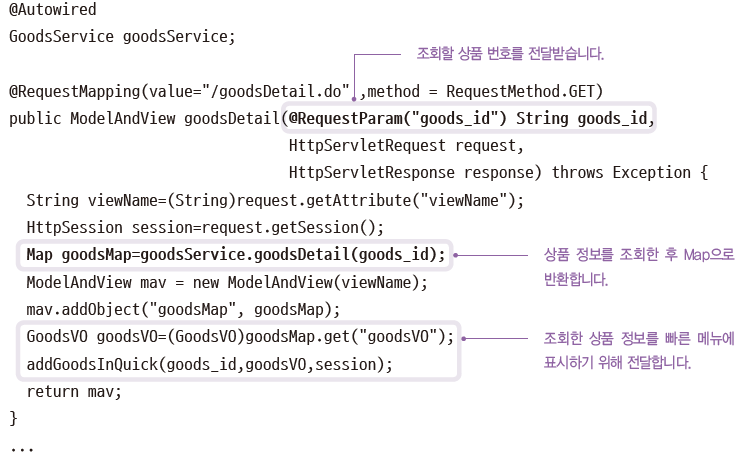 @Autowired
GoodsService goodsService;
조회할 상품 번호를 전달받습니다.
@RequestMapping(value="/goodsDetail.do" ,method = RequestMethod.GET)
public ModelAndView goodsDetail(@RequestParam("goods_id") String goods_id,
HttpServletRequest request,
HttpServletResponse response) throws Exception {
String viewName=(String)request.getAttribute("viewName");
HttpSession session=request.getSession();
Map goodsMap=goodsService.goodsDetail(goods_id);
상품 정보를 조회한 후 Map으로
반환합니다.
ModelAndView mav = new ModelAndView(viewName);
mav.addObject("goodsMap", goodsMap);
GoodsVO goodsVO=(GoodsVO)goodsMap.get("goodsVO");
addGoodsInQuick(goods_id,goodsVO,session);
조회한 상품 정보를 빠른 메뉴에
표시하기 위해 전달합니다.
return mav;
}
...